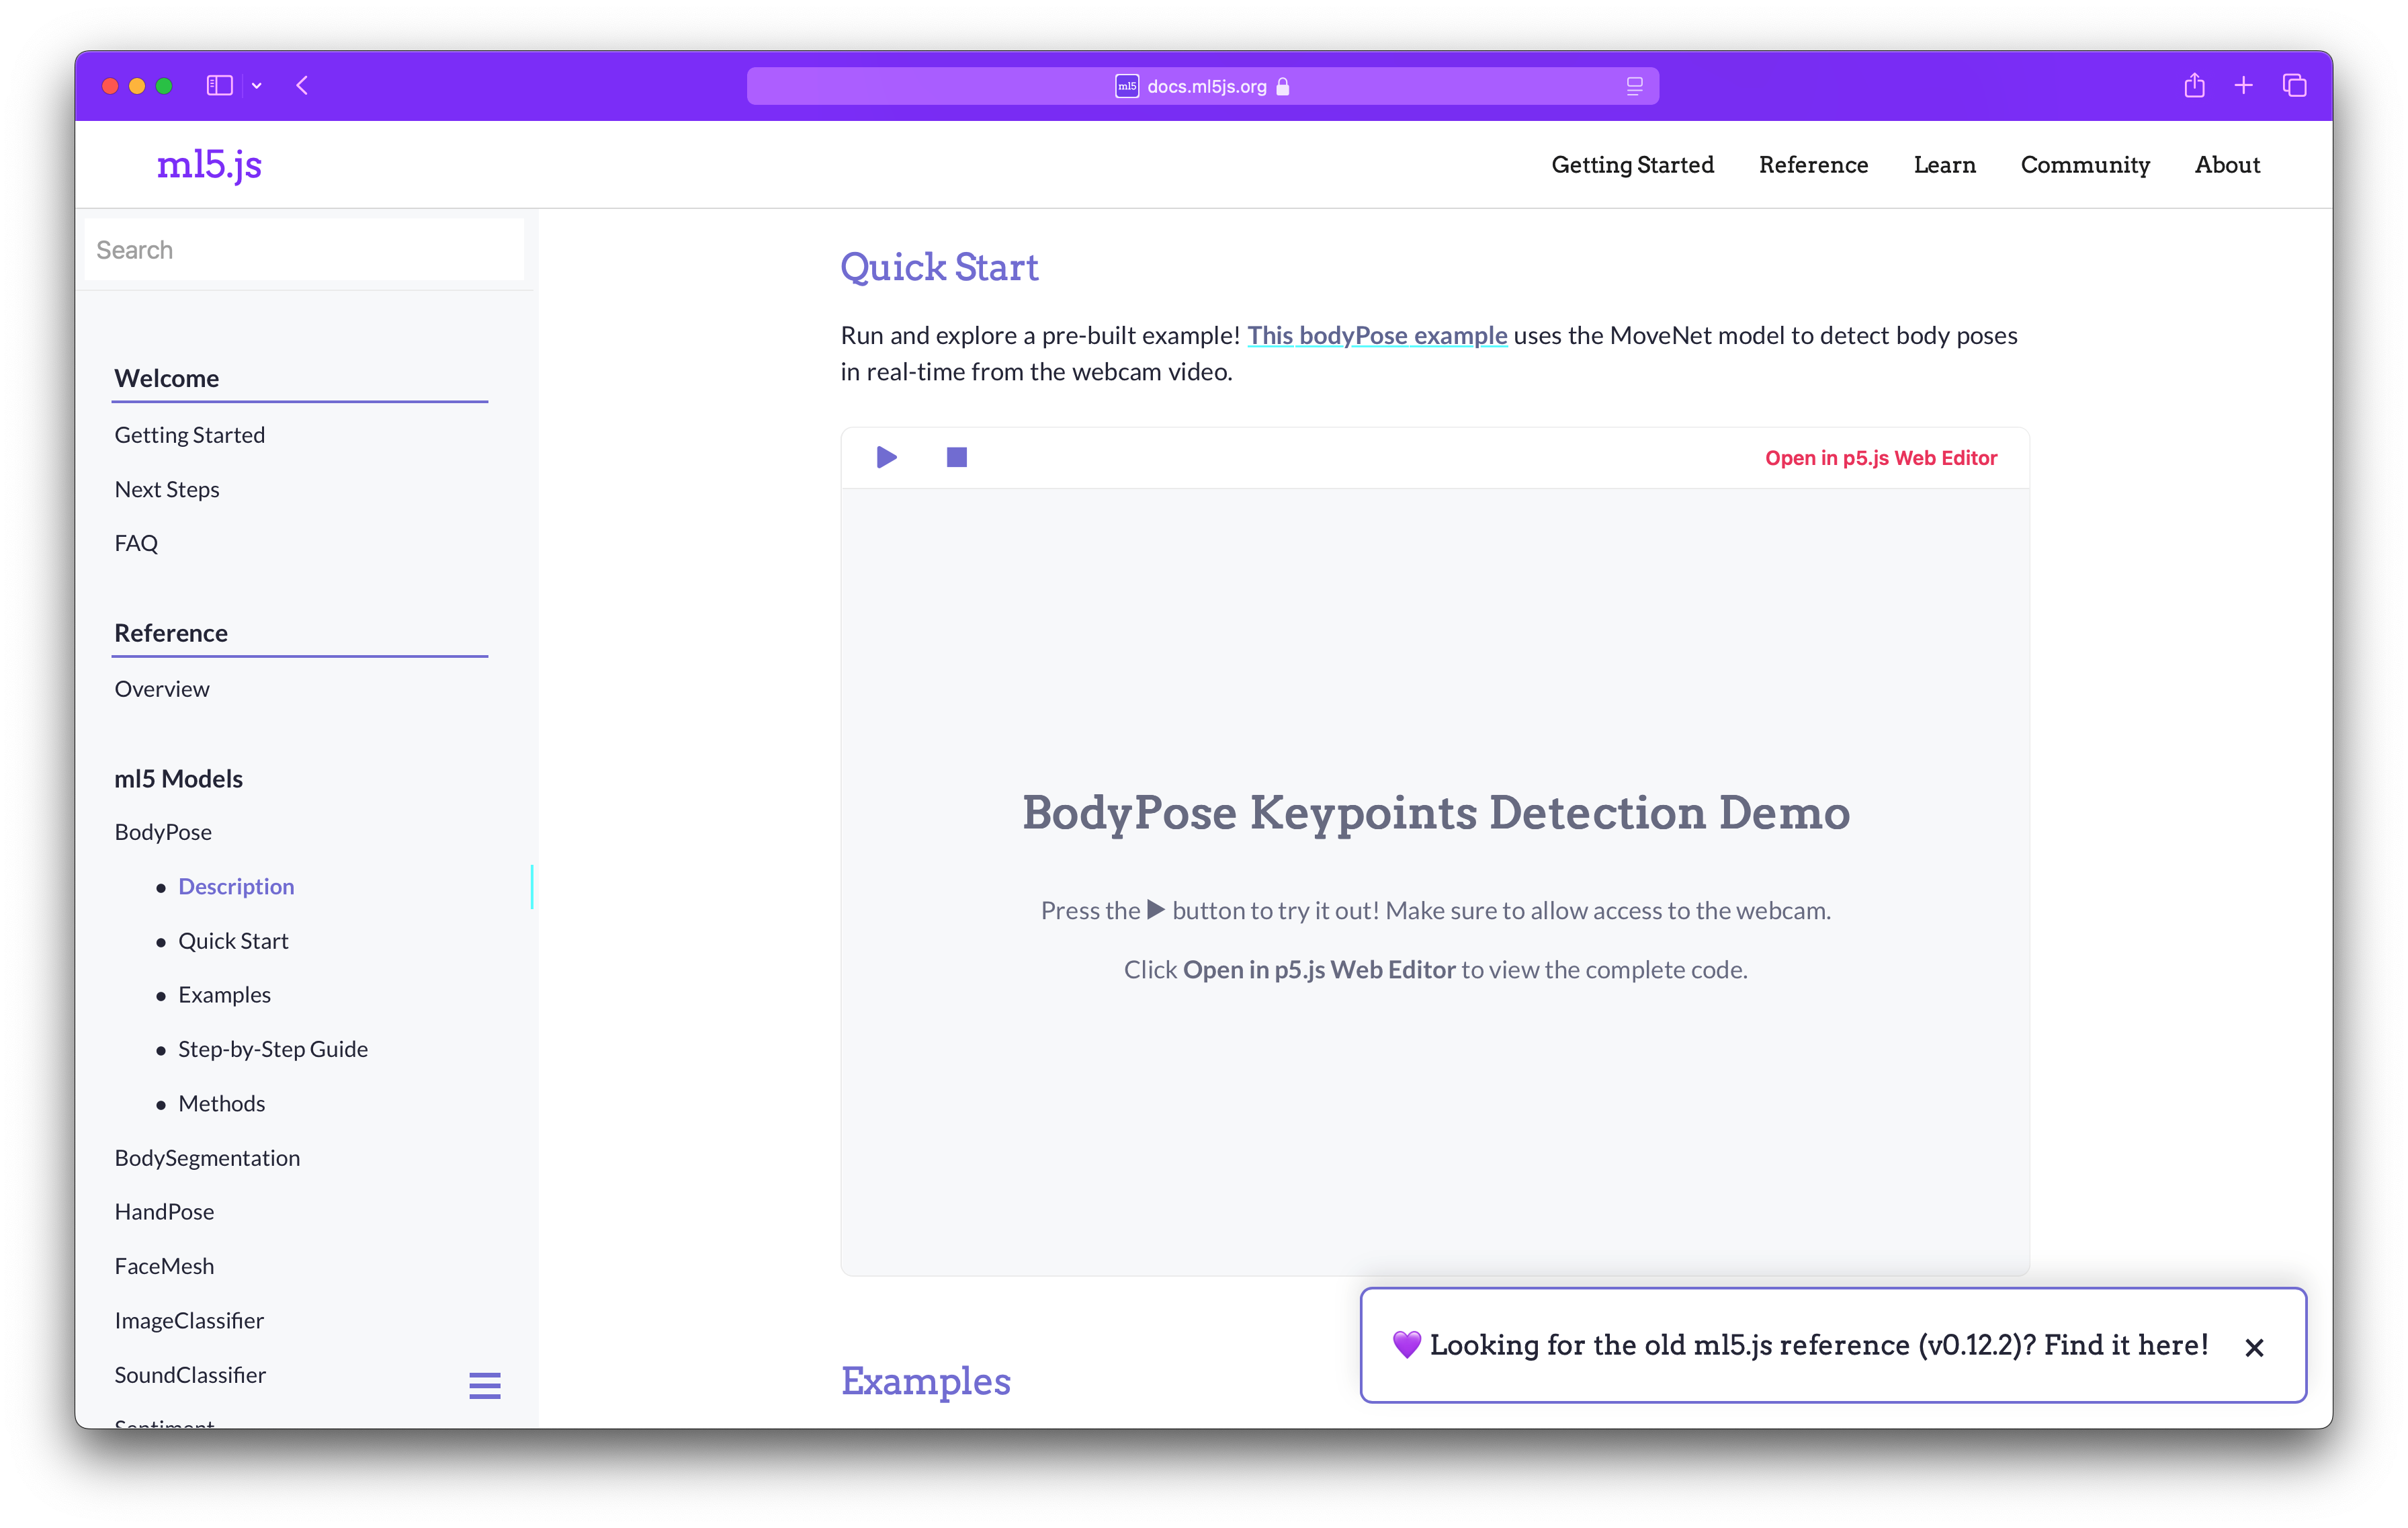 ml5 docs.ml5js.org
ml5.js
Getting Started Reference Learn Community About
Search
Welcome
Getting Started
Next Steps
FAQ
Reference
Overview
ml5 Models
BodyPose
Description
Quick Start
Examples
Step-by-Step Guide
Methods
BodySegmentation
HandPose
FaceMesh
ImageClassifier
SoundClassifier
Sentiment
Quick Start
Run and explore a pre-built example! This bodyPose example uses the MoveNet model to detect body poses
in real-time from the webcam video.
Open in p5.js Web Editor
BodyPose Keypoints Detection Demo
Press the ▶ button to try it out! Make sure to allow access to the webcam.
Click Open in p5.js Web Editor to view the complete code.
Examples
💜 Looking for the old ml5.js reference (v0.12.2)? Find it here! ×